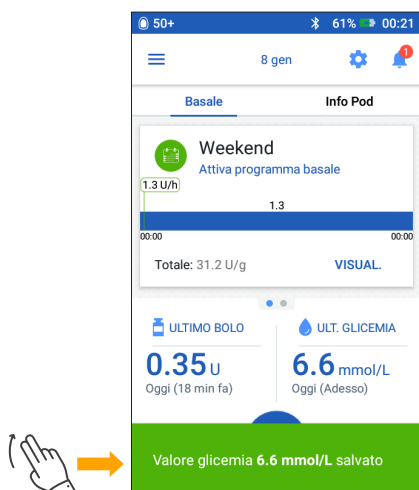 50+ 61% 00:21
8 gen 1
Basale Info Pod
Weekend
Attiva programma basale
1.3 U/h
1.3
00:00 00:00
Totale: 31.2 U/g VISUAL.
ULTIMO BOLO ULT. GLICEMIA
0.35 U 6.6 mmol/L
Oggi (18 min fa) Oggi (Adesso)
Valore glicemia 6.6 mmol/L salvato